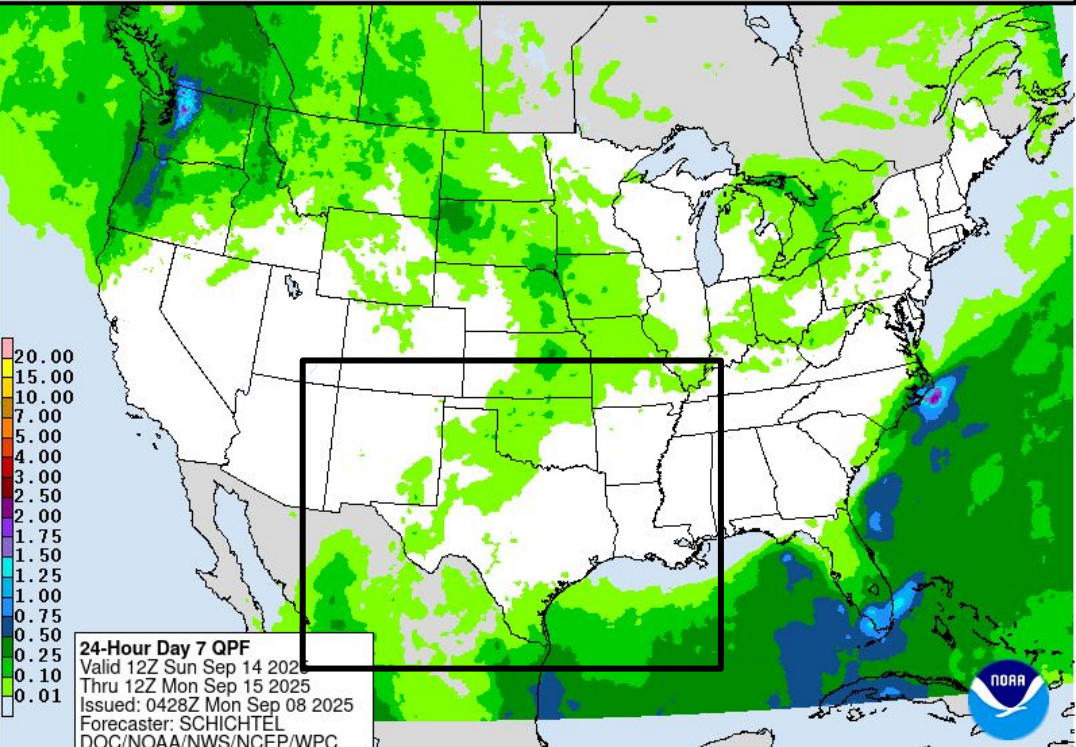 20.00
15.00
10.00
7.00
5.00
4.00
3.00
2.50
2.00
1.75
1.50
1.25
1.00
0.75
0.50
0.25
0.10
0.01
24-Hour Day 7 QPF
Valid 12Z Sun Sep 14 2025
Thru 12Z Mon Sep 15 2025
Issued: 0428Z Mon Sep 08 2025
Forecaster: SCHICHTEL
DOC/NOAA/NWS/NCEP/WPC
NOAA